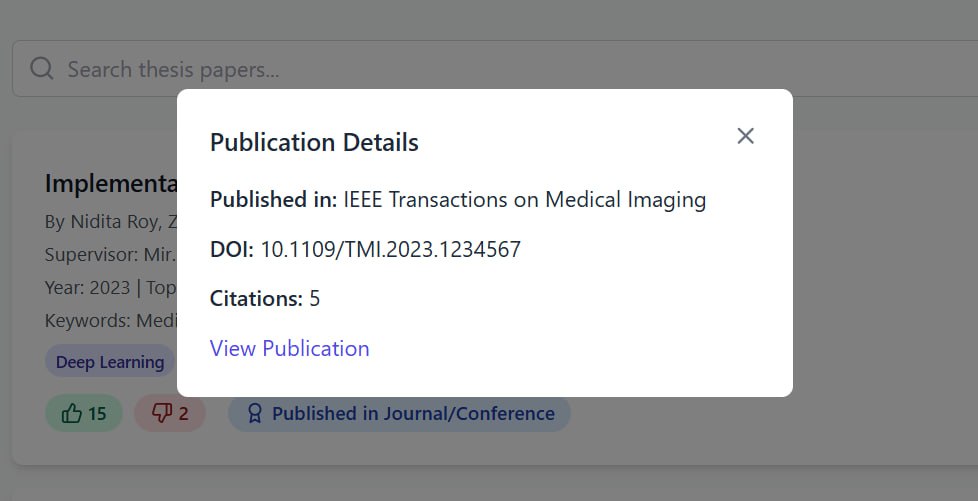 Search thesis papers...
Publication Details
Published in: IEEE Transactions on Medical Imaging
DOI: 10.1109/TMI.2023.1234567
Citations: 5
View Publication
Implementa
By Nidita Roy, Z
Supervisor: Mir.
Year: 2023 | Top
Keywords: Medi
Deep Learning
15 2 Published in Journal/Conference